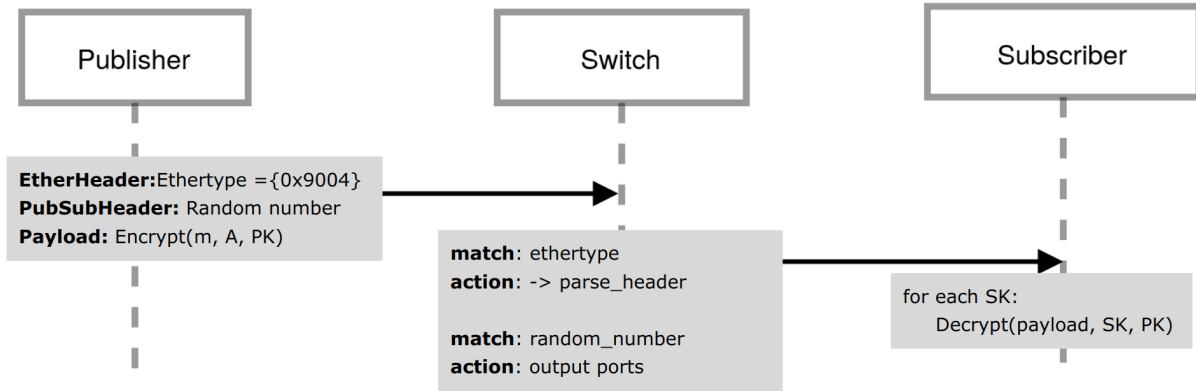 Publisher
Switch
Subscriber
EtherHeader:Ethertype ={0x9004}
PubSubHeader: Random number
Payload: Encrypt(m, A, PK)
match: ethertype
action: -> parse_header
match: random_number
action: output ports
for each SK:
Decrypt(payload, SK, PK)